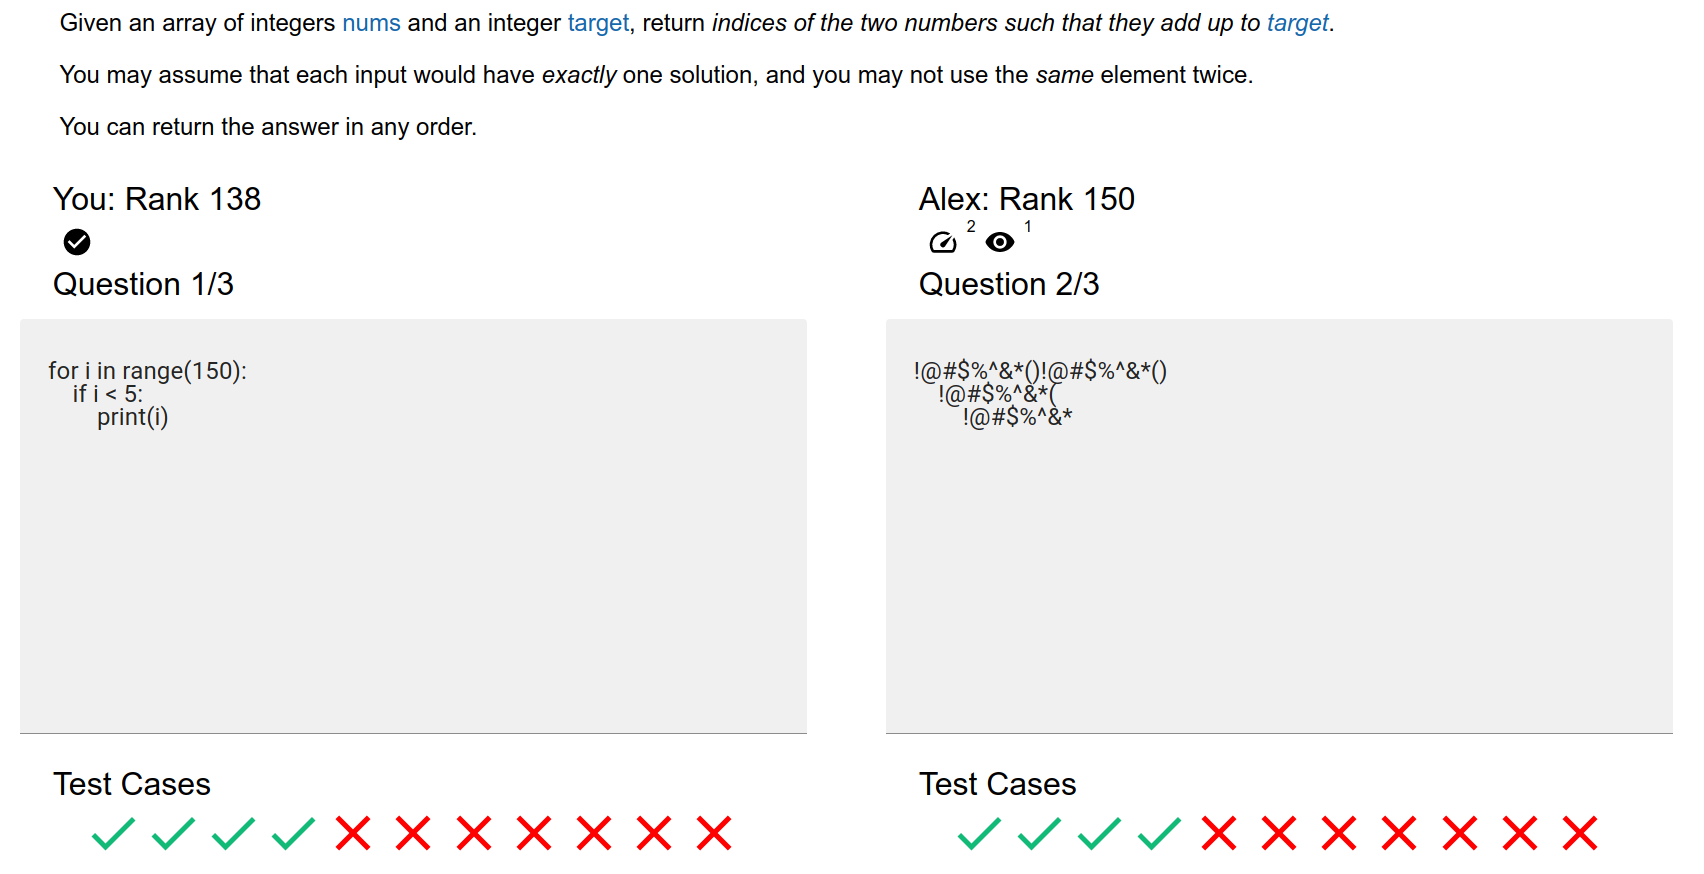 Given an array of integers nums and an integer target, return indices of the two numbers such that they add up to target.
You may assume that each input would have exactly one solution, and you may not use the same element twice.
You can return the answer in any order.
You: Rank 138
Question 1/3
for i in range(150):
if i < 5:
print(i)
Test Cases
Alex: Rank 150
2 1
Question 2/3
!@#$%^&*()!@#$%^&*()
!@#$%^&*(
!@#$%^&*
Test Cases